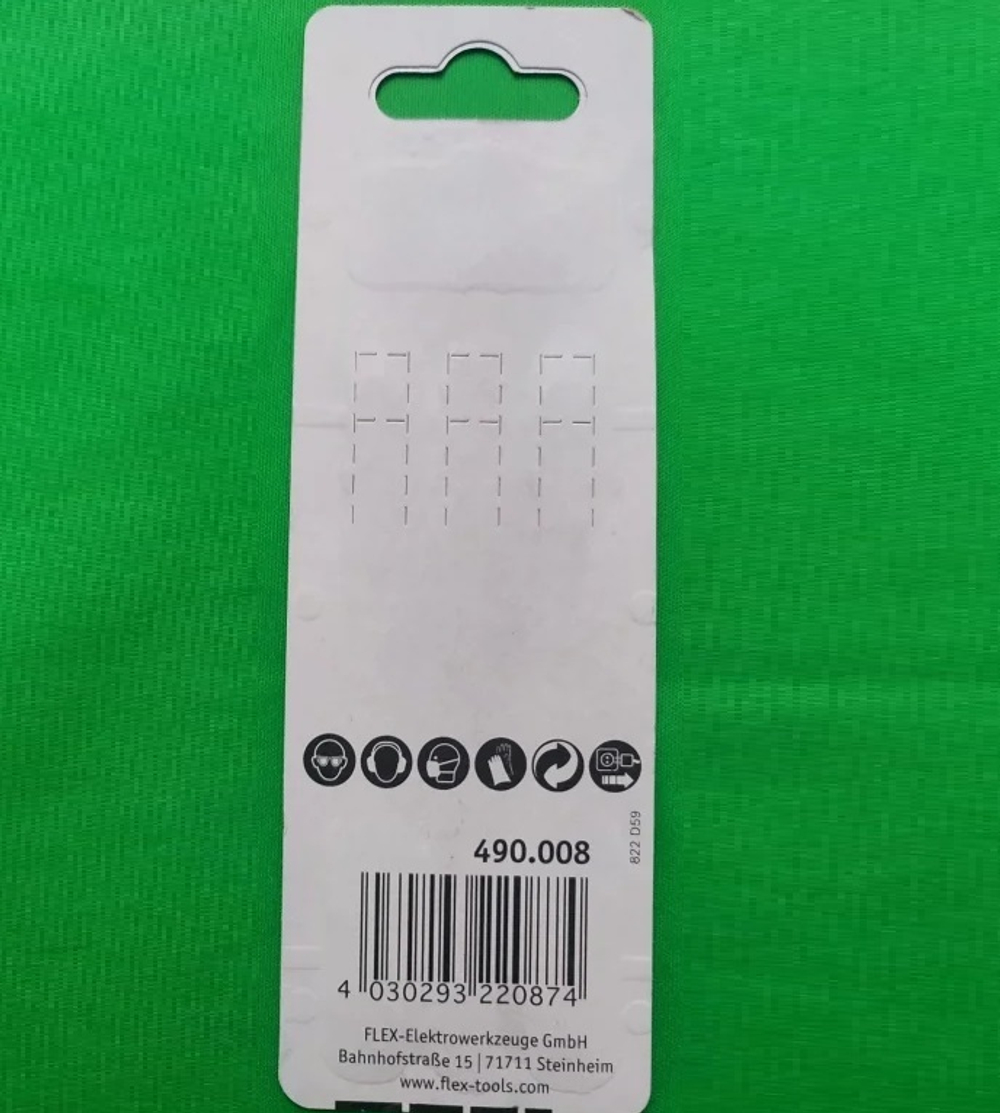 822 D59
490.008
4 030293 220874
FLEX-Elektrowerkzeuge GmbH
Bahnhofstraße 15 | 71711 Steinheim
www.flex-tools.com